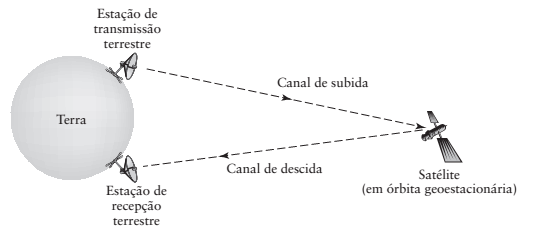 Estação de
transmissão
terrestre
Canal de subida
Terra
Canal de descida
Satélite
(em órbita geoestacionária)
Estação de
recepção
terrestre